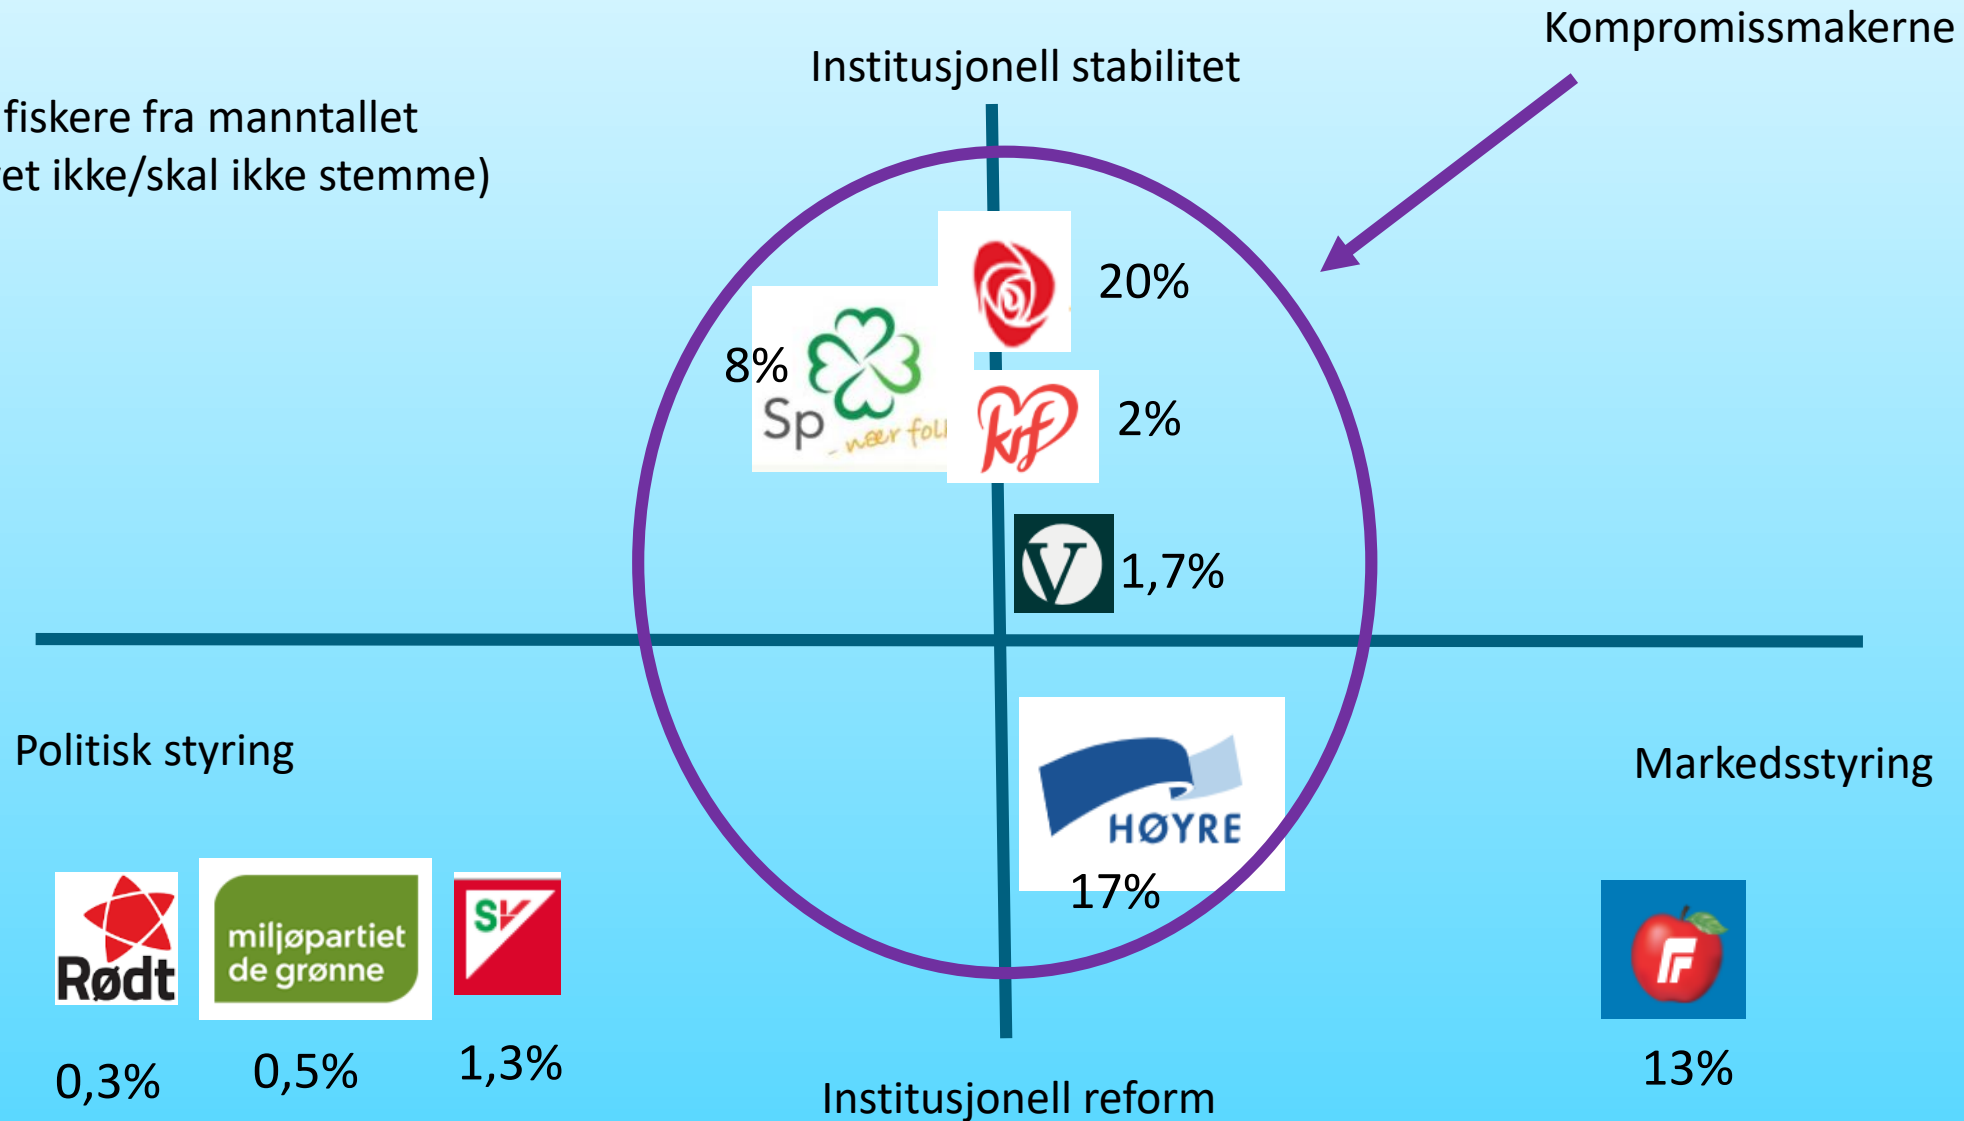 Kompromissmakerne
Institusjonell stabilitet
fiskere fra manntallet
ikke/skal ikke stemme)
20%
8%
Sp
nær
krf
2%
V
1,7%
Politisk styring
Markedsstyring
HØYRE
17%
Rødt
miljøpartiet
de grønne
SV
F
0,3%
0,5%
1,3%
13%
Institusjonell reform